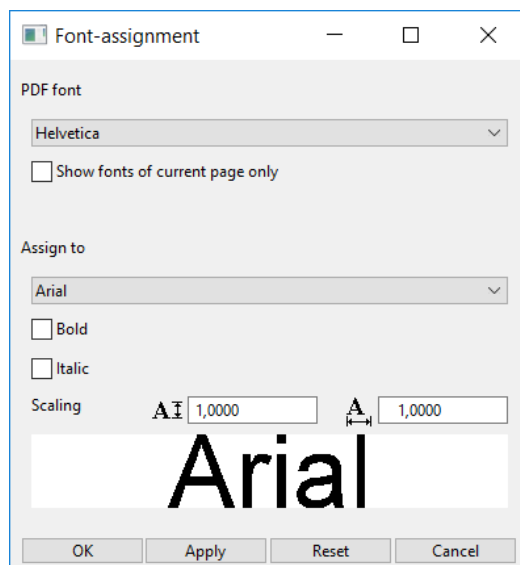 Font-assignment
PDF font
Helvetica
Show fonts of current page only
Assign to
Arial
Bold
Italic
Scaling A 1,0000 A 1,0000
Arial
OK Apply Reset Cancel